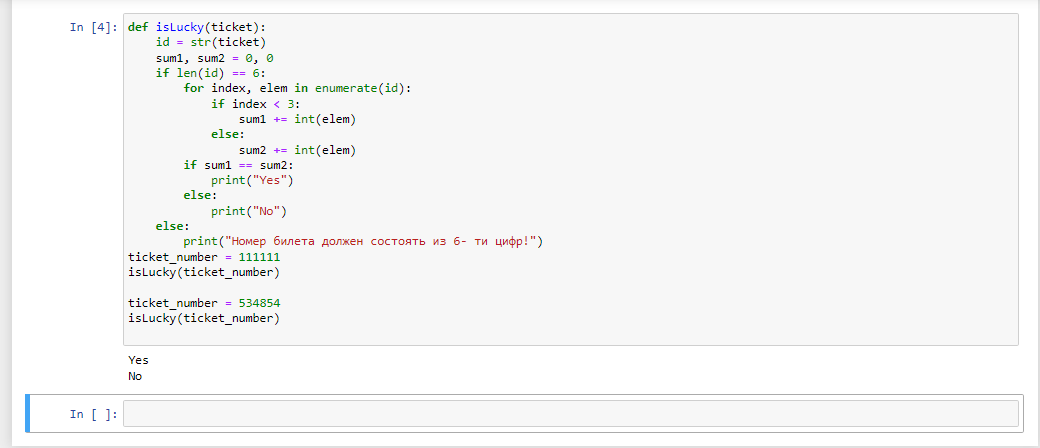 In [4]: def isLucky(ticket):
    id = str(ticket)
    sum1, sum2 = 0, 0
    if len(id) == 6:
        for index, elem in enumerate(id):
            if index < 3:
                sum1 += int(elem)
            else:
                sum2 += int(elem)
        if sum1 == sum2:
            print("Yes")
        else:
            print("No")
    else:
        print("Номер билета должен состоять из 6- ти цифр!")
ticket_number = 111111
isLucky(ticket_number)

ticket_number = 534854
isLucky(ticket_number)
Yes
No
In [ ]: